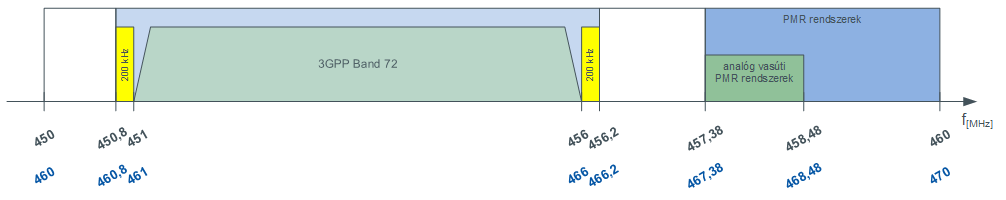 PMR rendszerek
200 kHz
3GPP Band 72
200 kHz
analóg vasúti
PMR rendszerek
f[MHz]
450 450,8 451 456 456,2 457,38 458,48 460
460 460,8 461 466 466,2 467,38 468,48 470